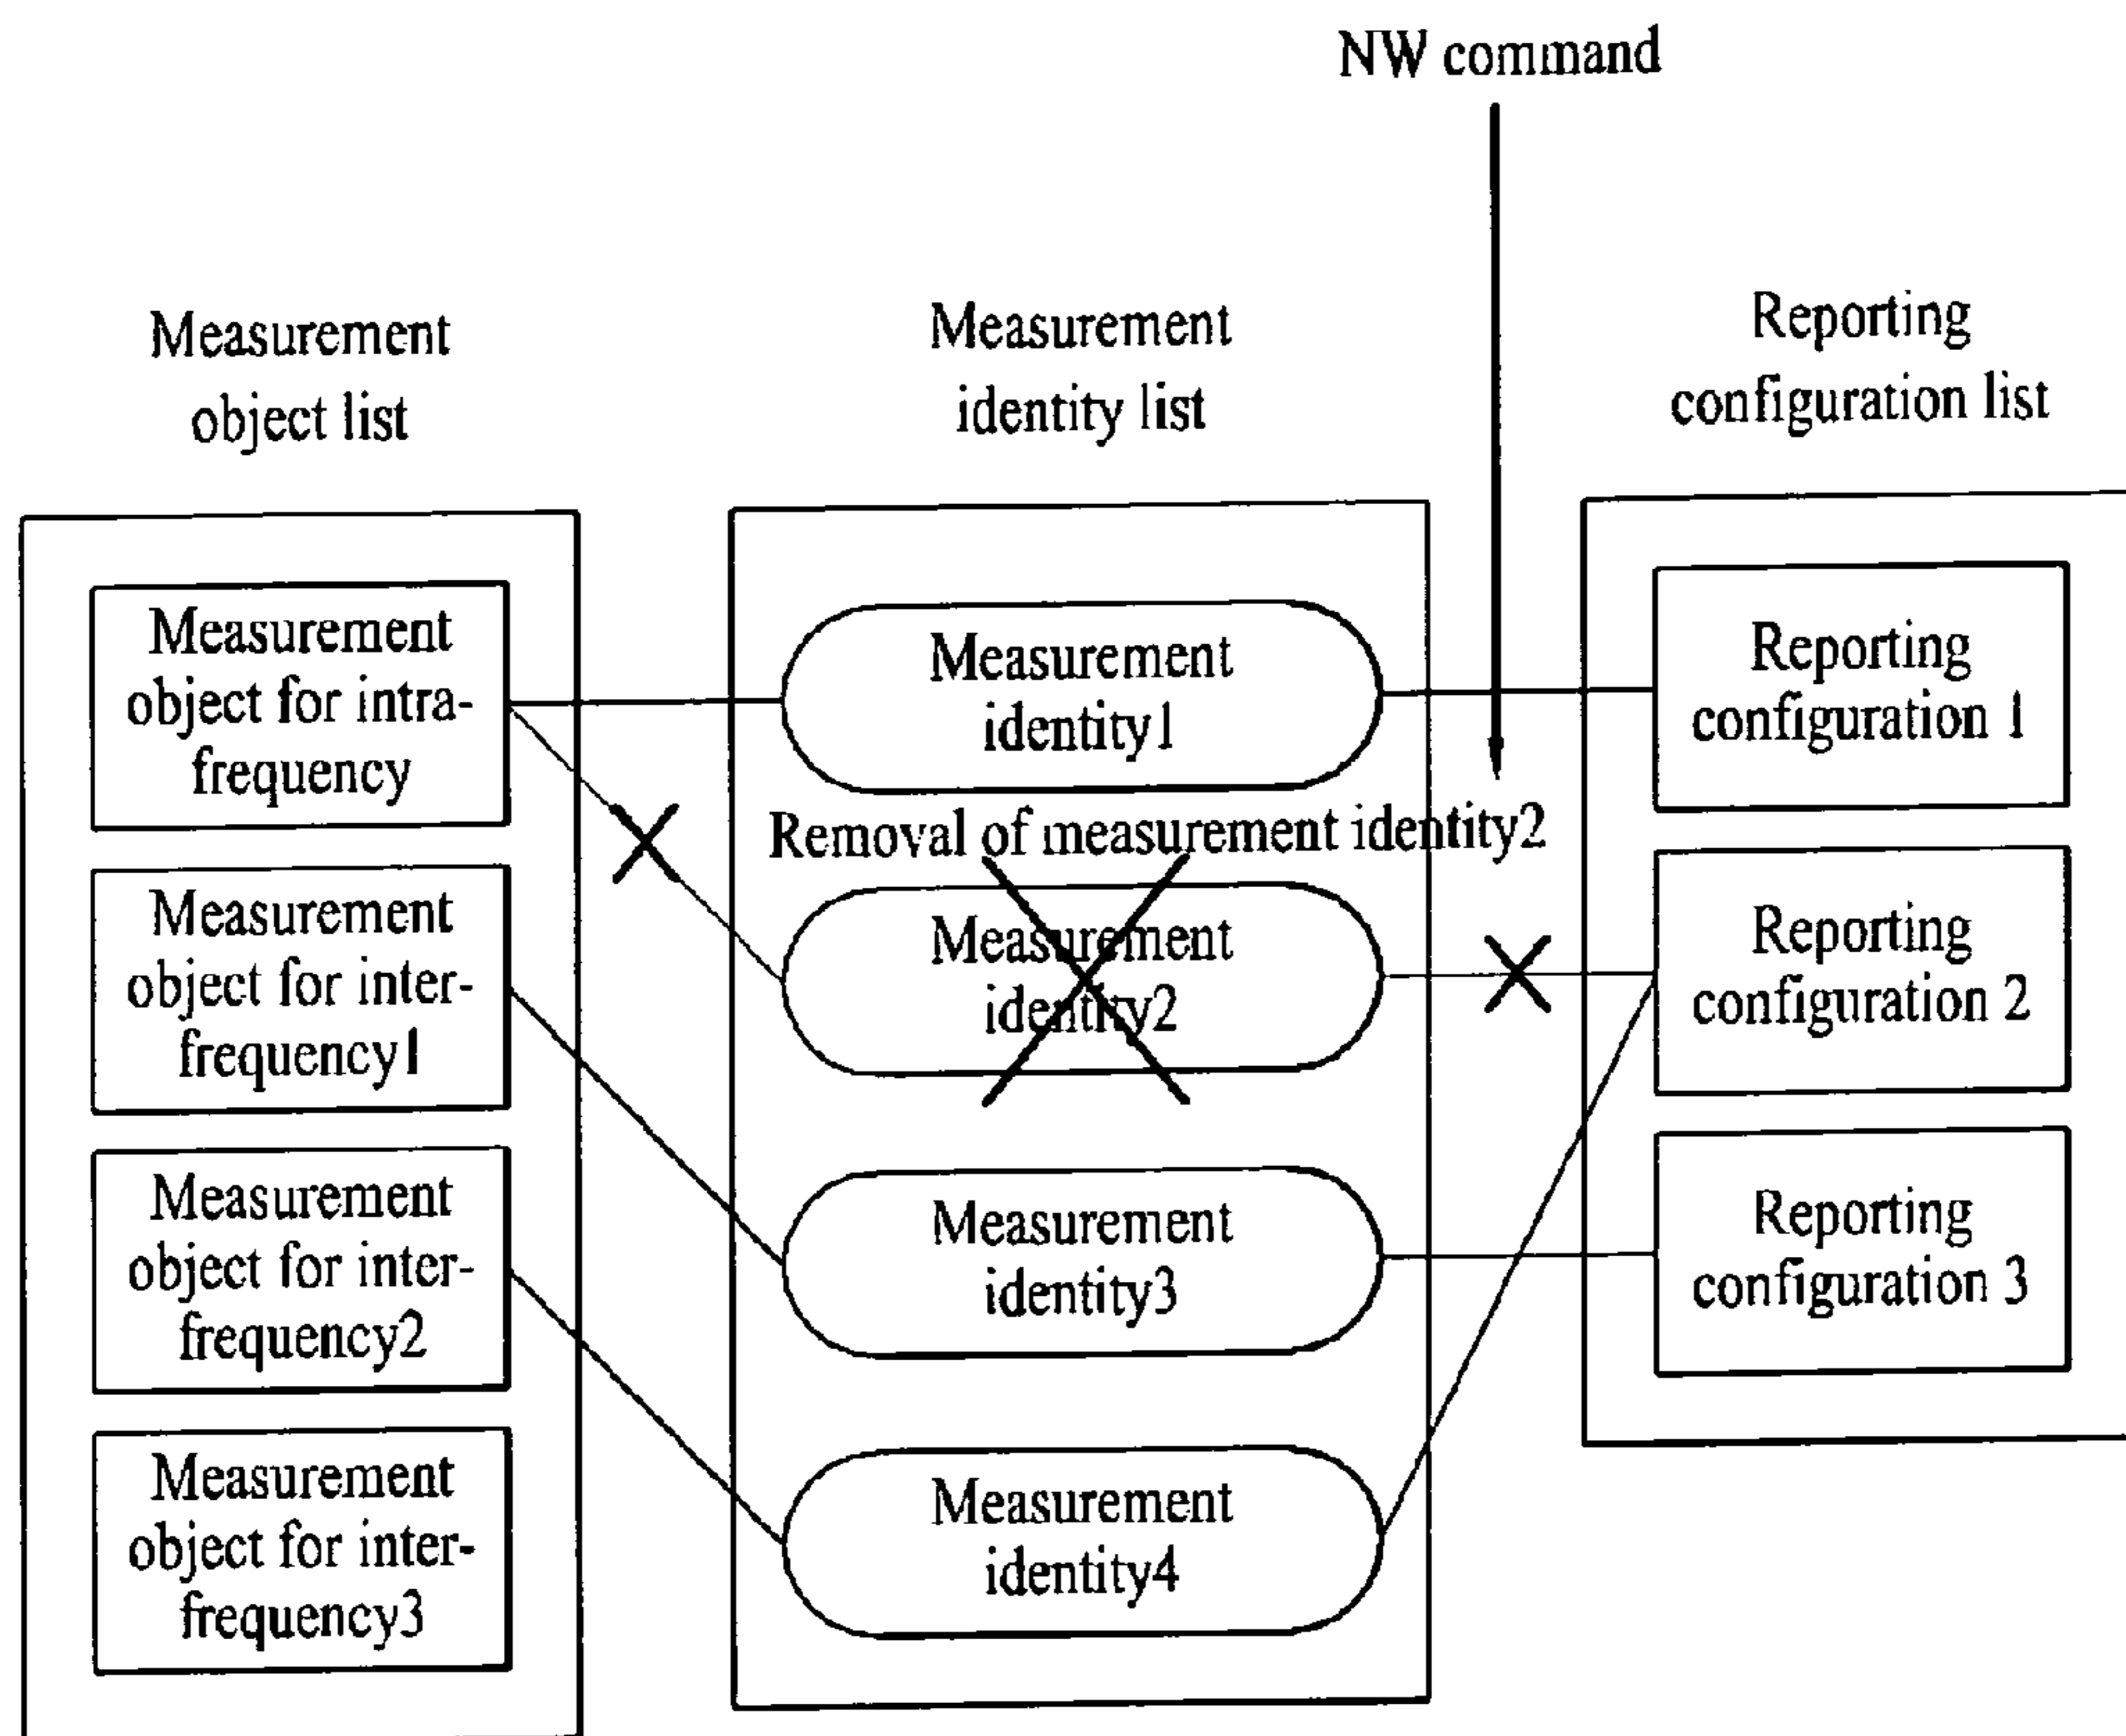 NW command
Measurement
object list
Measurement
identity list
Reporting
configuration list
Measurement
object for intra-
frequency
Measurement
object for inter-
frequency1
Measurement
object for inter-
frequency2
Measurement
object for inter-
frequency3
Measurement
identity1
Removal of measurement identity2
Measurement
identity2
Measurement
identity3
Measurement
identity4
Reporting
configuration 1
Reporting
configuration 2
Reporting
configuration 3